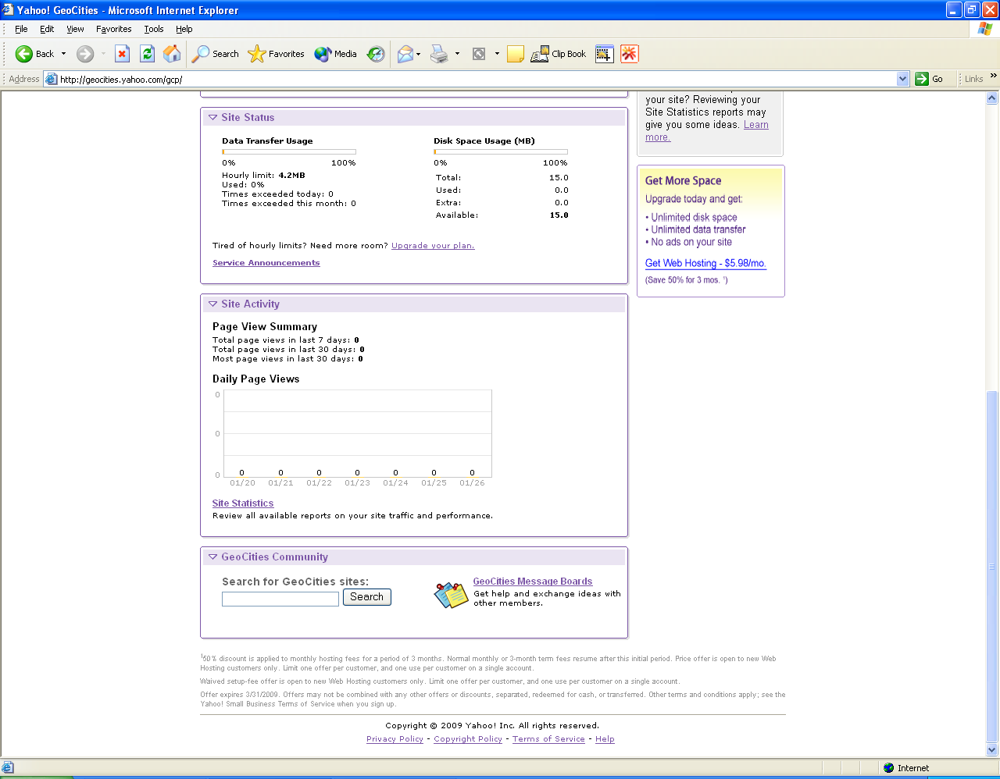 Yahoo! GeoCities - Microsoft Internet Explorer
File Edit View Favorites Tools Help
Back Search Favorites Media Clip Book
Address http://geocities.yahoo.com/gcp/ Go Links »
your site? Reviewing your
Site Statistics reports may
give you some ideas. Learn
more.
Site Status
Data Transfer Usage
0% 100%
Hourly limit: 4.2MB
Used: 0%
Times exceeded today: 0
Times exceeded this month: 0
Disk Space Usage (MB)
0% 100%
Total: 15.0
Used: 0.0
Extra: 0.0
Available: 15.0
Tired of hourly limits? Need more room? Upgrade your plan.
Service Announcements
Get More Space
Upgrade today and get:
• Unlimited disk space
• Unlimited data transfer
• No ads on your site
Get Web Hosting - $5.98/mo.
(Save 50% for 3 mos. ¹)
Site Activity
Page View Summary
Total page views in last 7 days: 0
Total page views in last 30 days: 0
Most page views in last 30 days: 0
Daily Page Views
0
0
0
0 0 0 0 0 0 0
01/20 01/21 01/22 01/23 01/24 01/25 01/26
Site Statistics
Review all available reports on your site traffic and performance.
GeoCities Community
Search for GeoCities sites:
Search
GeoCities Message Boards
Get help and exchange ideas with
other members.
¹50% discount is applied to monthly hosting fees for a period of 3 months. Normal monthly or 3-month term fees resume after this initial period. Price offer is open to new Web
Hosting customers only. Limit one offer per customer, and one use per customer on a single account.
Waived setup-fee offer is open to new Web Hosting customers only. Limit one offer per customer, and one use per customer on a single account.
Offer expires 3/31/2009. Offers may not be combined with any other offers or discounts, separated, redeemed for cash, or transferred. Other terms and conditions apply; see the
Yahoo! Small Business Terms of Service when you sign up.
Copyright © 2009 Yahoo! Inc. All rights reserved.
Privacy Policy - Copyright Policy - Terms of Service - Help
Internet